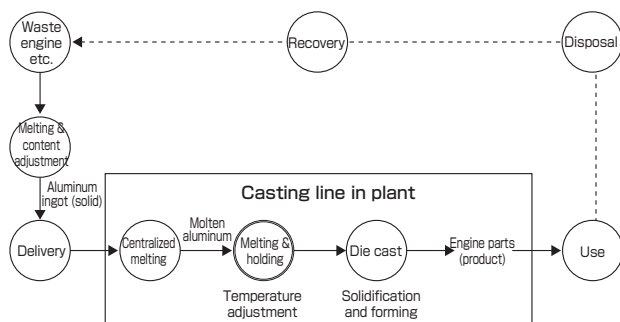 Waste
engine
etc.
Recovery
Disposal
Melting &
content
adjustment
Aluminum
ingot (solid)
Casting line in plant
Delivery
Centralized
melting
Molten
aluminum
Melting &
holding
Die cast
Engine parts
(product)
Use
Temperature
adjustment
Solidification
and forming